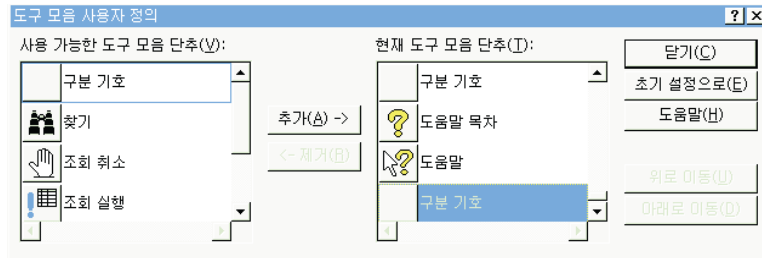 도구 모음 사용자 정의
사용 가능한 도구 모음 단추(V):
구분 기호
찾기
조회 취소
조회 실행
추가(A) ->
<- 제거(R)
현재 도구 모음 단추(T):
구분 기호
도움말 목차
도움말
구분 기호
닫기(C)
초기 설정으로(E)
도움말(H)
위로 이동(U)
아래로 이동(D)